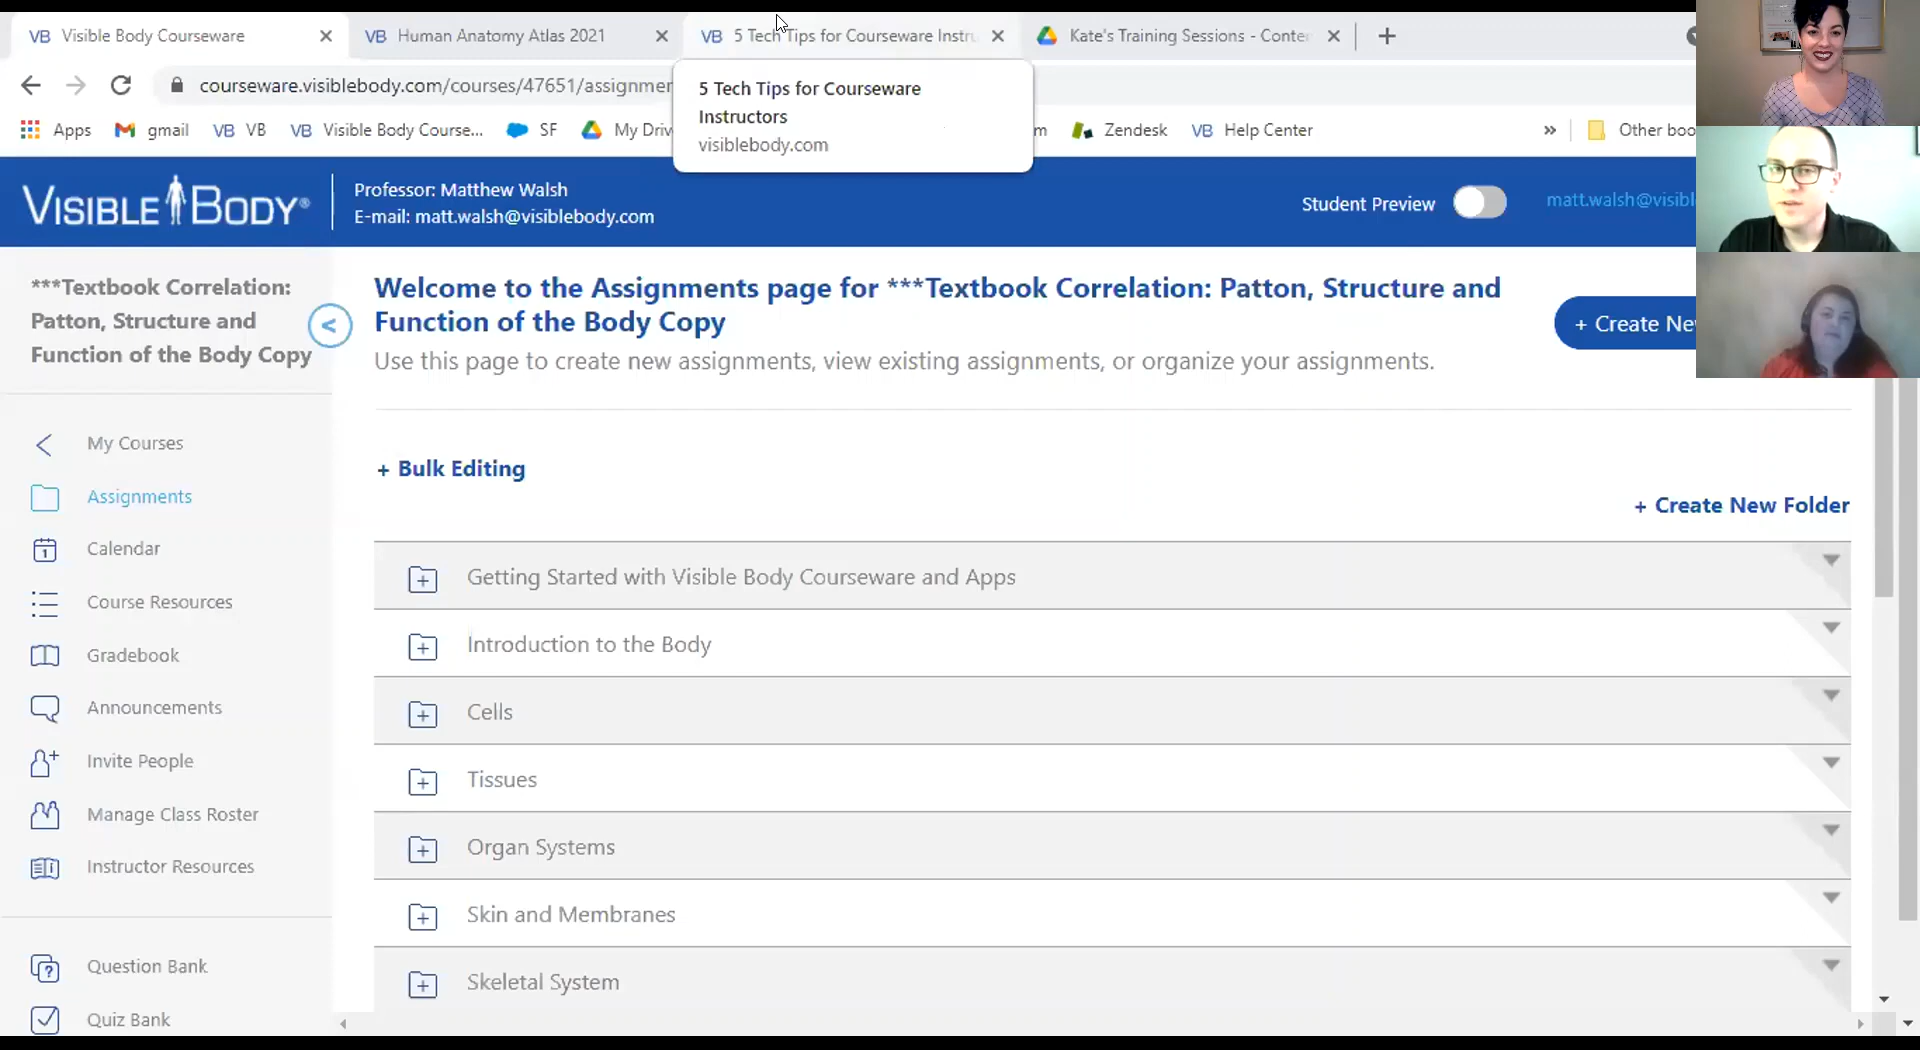 VB Visible Body Courseware
VB Human Anatomy Atlas 2021
VB 5 Tech Tips for Courseware Instru
Kate's Training Sessions - Conte
courseware.visiblebody.com/courses/47651/assignmen
5 Tech Tips for Courseware
Instructors
visiblebody.com
Apps
gmail
VB VB
VB Visible Body Course...
SF
My Driv
m
Zendesk
VB Help Center
»
Other boo
VISIBLE BODY®
Professor: Matthew Walsh
E-mail: matt.walsh@visiblebody.com
Student Preview
matt.walsh@visibl
***Textbook Correlation:
Patton, Structure and
Function of the Body Copy
<
Welcome to the Assignments page for ***Textbook Correlation: Patton, Structure and
Function of the Body Copy
Use this page to create new assignments, view existing assignments, or organize your assignments.
+ Create Nev
My Courses
Assignments
1 Calendar
Course Resources
Gradebook
Announcements
Invite People
Manage Class Roster
Instructor Resources
Question Bank
Quiz Bank
+ Bulk Editing
+ Create New Folder
Getting Started with Visible Body Courseware and Apps
Introduction to the Body
Cells
Tissues
Organ Systems
Skin and Membranes
Skeletal System